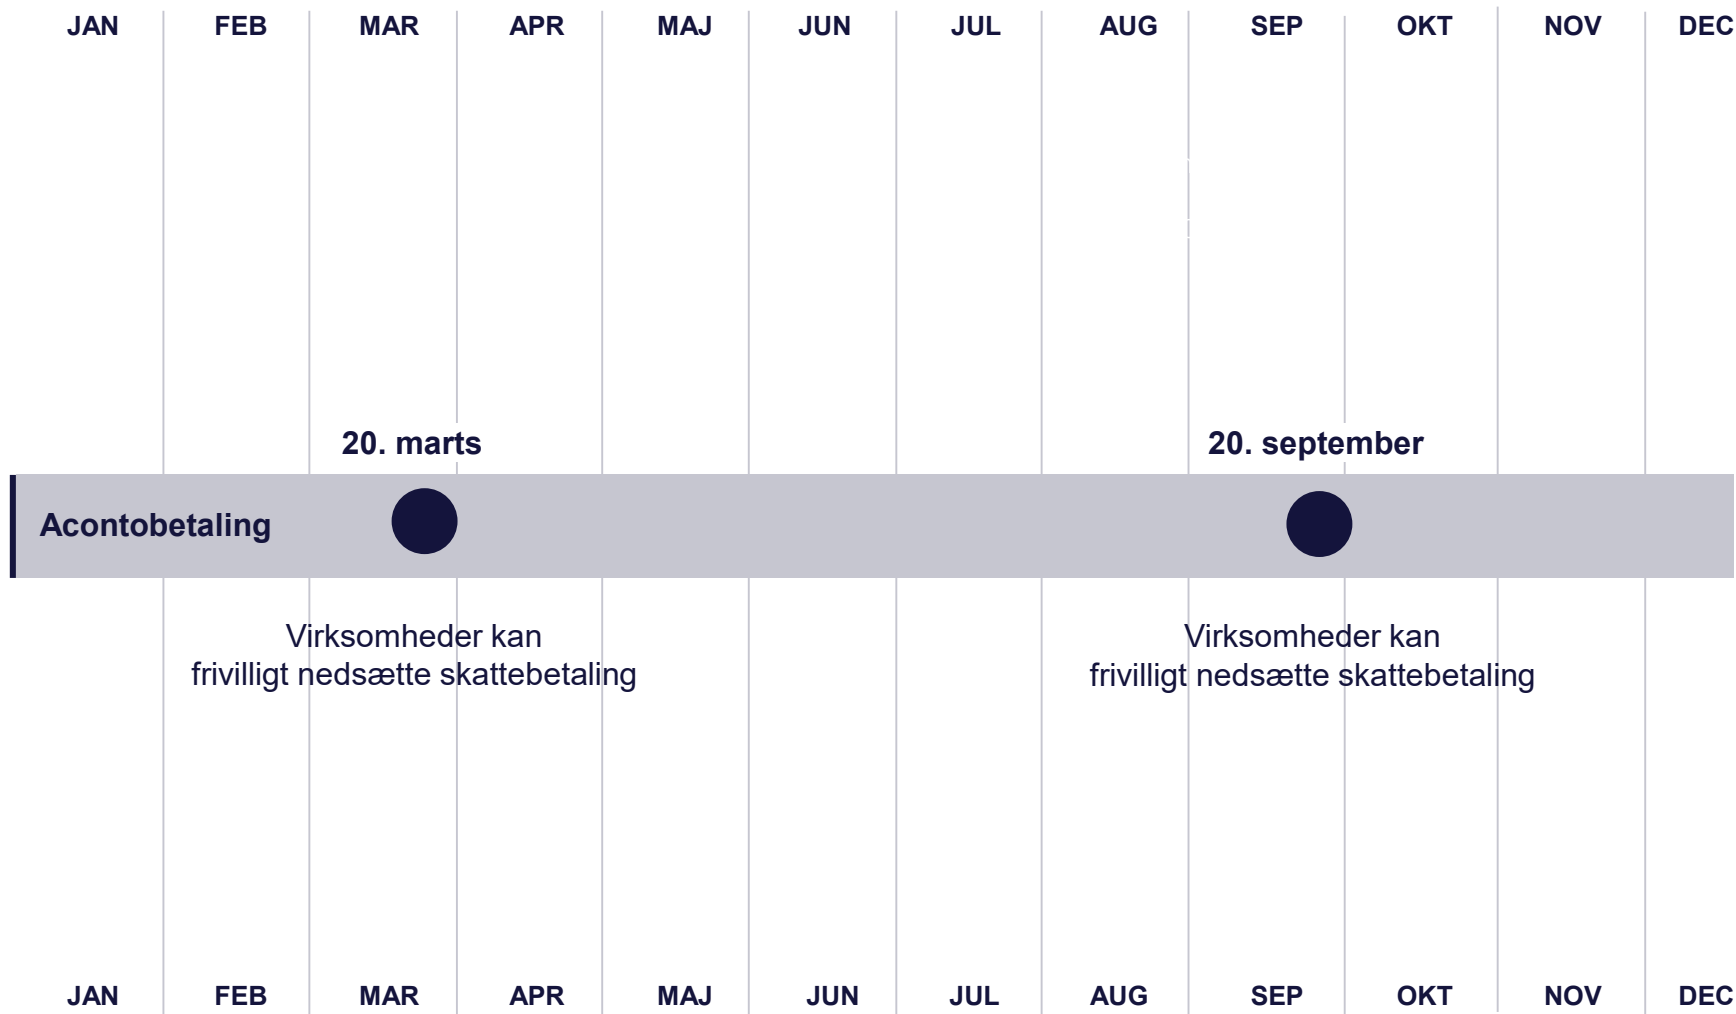 JAN FEB MAR APR MAJ JUN JUL AUG SEP OKT NOV DEC
20. marts 20. september
Acontobetaling
Virksomheder kan Virksomheder kan
frivilligt nedsætte skattebetaling frivilligt nedsætte skattebetaling
JAN FEB MAR APR MAJ JUN JUL AUG SEP OKT NOV DEC